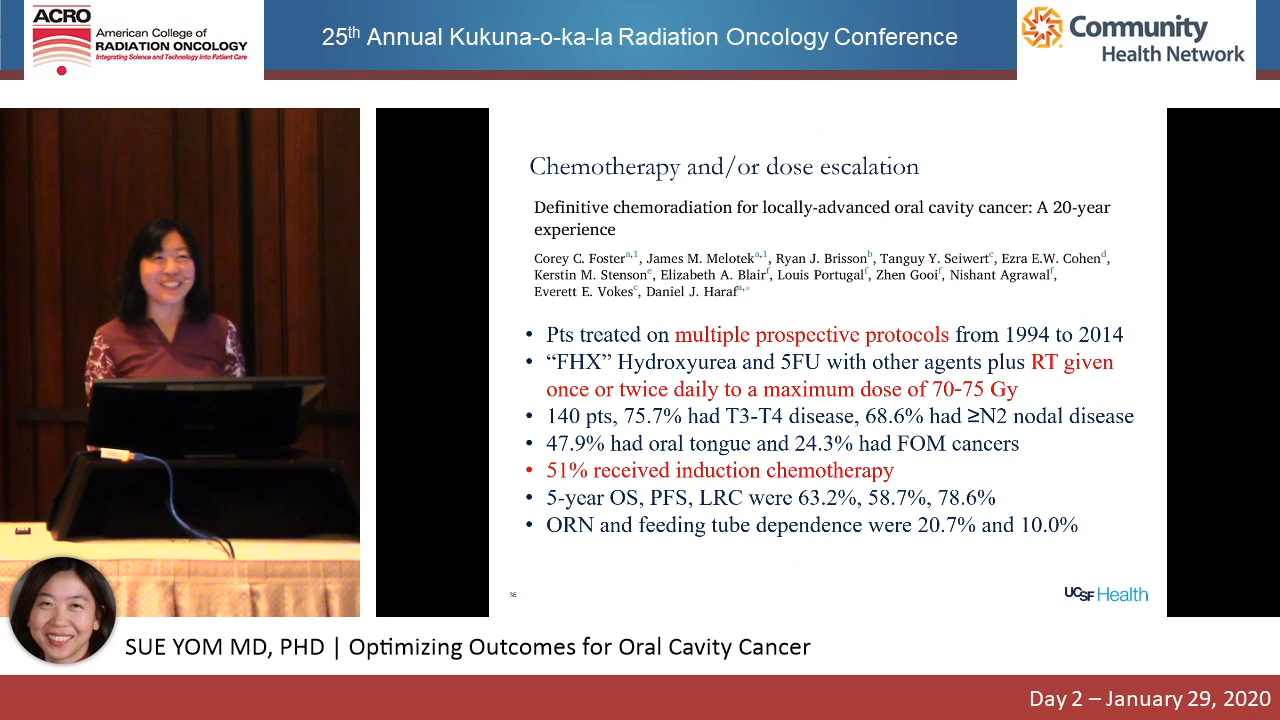 ACRO
American College of
RADIATION ONCOLOGY
Integrating Science and Technology Into Patient Care
25th Annual Kukuna-o-ka-la Radiation Oncology Conference
Community
Health Network
Chemotherapy and/or dose escalation
Definitive chemoradiation for locally-advanced oral cavity cancer: A 20-year
experience
Corey C. Foster^a,1, James M. Melotek^a,1, Ryan J. Brisson^b, Tanguy Y. Seiwert^c, Ezra E.W. Cohen^d,
Kerstin M. Stenson^e, Elizabeth A. Blair^f, Louis Portugal^f, Zhen Gooi^f, Nishant Agrawal^f,
Everett E. Vokes^c, Daniel J. Haraf^a,*
• Pts treated on multiple prospective protocols from 1994 to 2014
• “FHX” Hydroxyurea and 5FU with other agents plus RT given
once or twice daily to a maximum dose of 70-75 Gy
• 140 pts, 75.7% had T3-T4 disease, 68.6% had ≥N2 nodal disease
• 47.9% had oral tongue and 24.3% had FOM cancers
• 51% received induction chemotherapy
• 5-year OS, PFS, LRC were 63.2%, 58.7%, 78.6%
• ORN and feeding tube dependence were 20.7% and 10.0%
36
UCSF Health
SUE YOM MD, PHD | Optimizing Outcomes for Oral Cavity Cancer
Day 2 – January 29, 2020